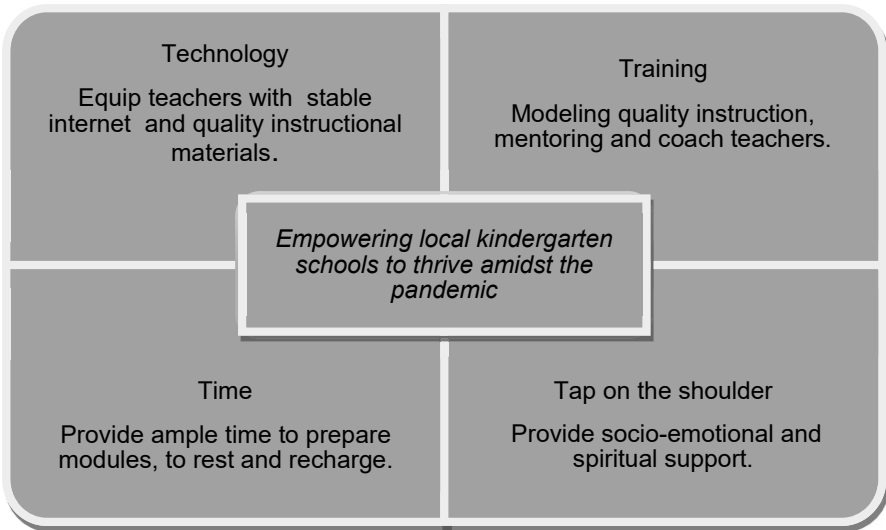 Technology
Equip teachers with stable
internet and quality instructional
materials.
Training
Modeling quality instruction,
mentoring and coach teachers.
Empowering local kindergarten
schools to thrive amidst the
pandemic
Time
Provide ample time to prepare
modules, to rest and recharge.
Tap on the shoulder
Provide socio-emotional and
spiritual support.